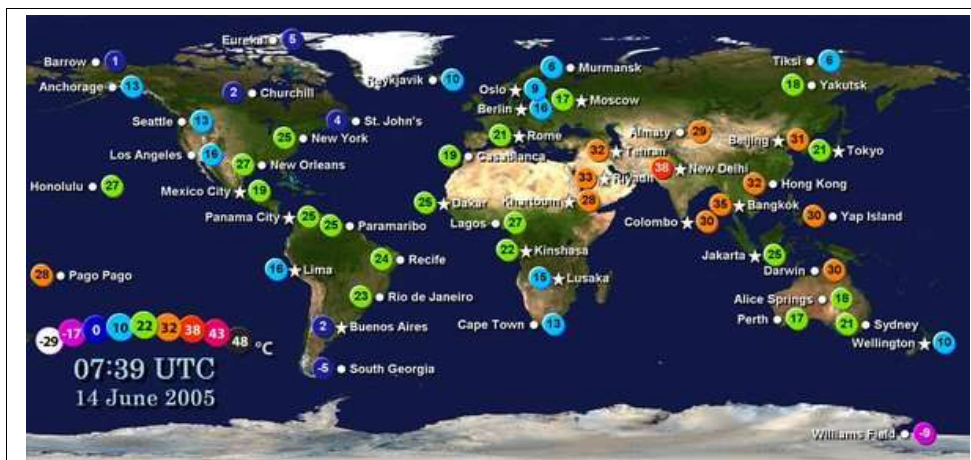 Eureka 5
Barrow 1
Murmansk 6
Tiksi 6
Anchorage 13
Reykjavik 10
Yakutsk 18
Churchill 2
Oslo 9
Moscow 17
Berlin 16
Seattle 13
St. John's 4
New York 25
Rome 21
Almaty 29
Beijing 31
Tokyo 21
Los Angeles 16
New Orleans 27
Casablanca 19
Tehran 32
New Delhi 38
Honolulu 27
Mexico City 19
Riyadh 33
Hong Kong 32
Dakar 25
Khartoum 28
Bangkok 35
Panama City 25
Paramaribo 25
Lagos 27
Colombo 30
Yap Island 30
Kinshasa 22
Jakarta 25
Recife 24
Pago Pago 28
Lima 16
Lusaka 15
Darwin 30
Rio de Janeiro 23
Alice Springs 18
Buenos Aires 2
Cape Town 13
Perth 17
Sydney 21
Wellington 10
-29 -17 0 10 22 32 38 43 48 °C
07:39 UTC
14 June 2005
South Georgia -5
Williams Field -9